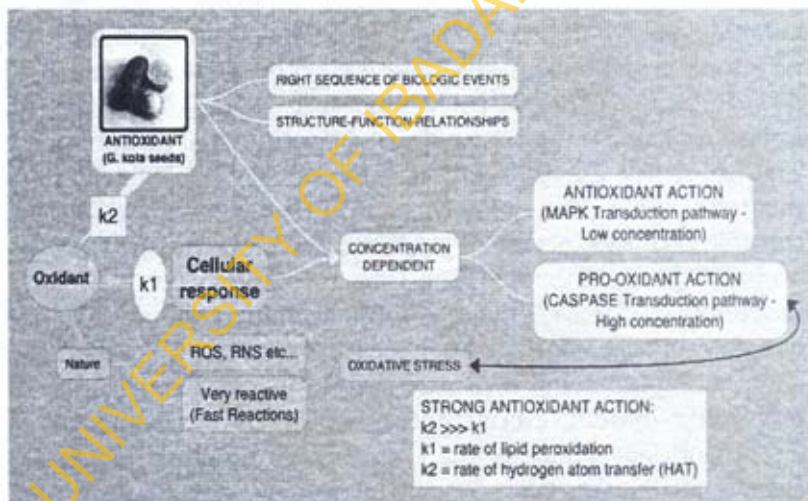 ANTIOXIDANT
(G. kola seeds)
RIGHT SEQUENCE OF BIOLOGIC EVENTS
STRUCTURE-FUNCTION-RELATIONSHIPS
k2
Oxidant
k1
Cellular
response
CONCENTRATION
DEPENDENT
ANTIOXIDANT ACTION
(MAPK Transduction pathway -
Low concentration)
PRO-OXIDANT ACTION
(CASPASE Transduction pathway -
High concentration)
Nature
ROS, RNS etc...
Very reactive
(Fast Reactions)
OXIDATIVE STRESS
STRONG ANTIOXIDANT ACTION:
k2 >>> k1
k1 = rate of lipid peroxidation
k2 = rate of hydrogen atom transfer (HAT)
UNIVERSITY OF IBADAN